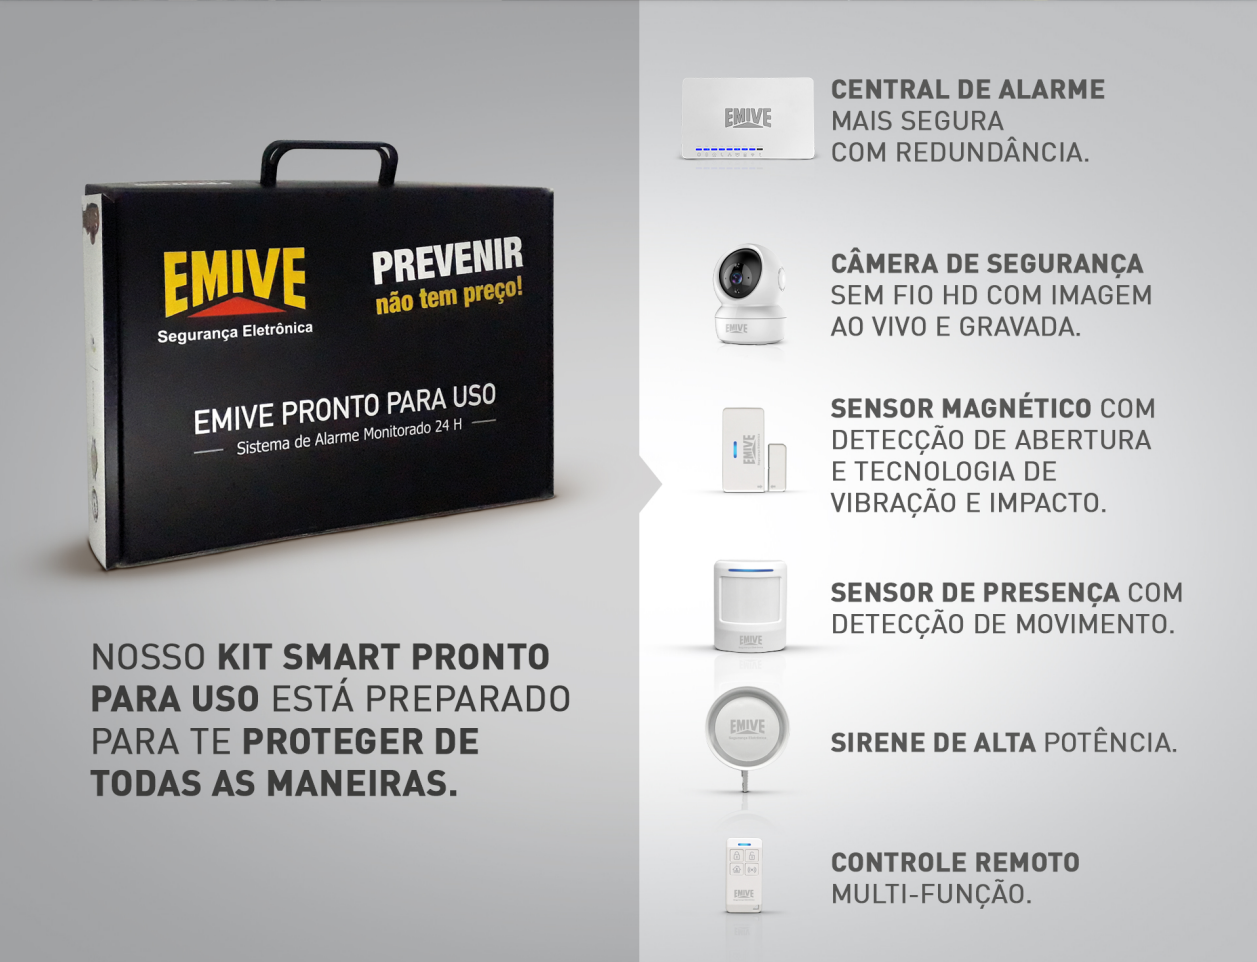 EMIVE
Segurança Eletrônica
PREVENIR
não tem preço!
EMIVE PRONTO PARA USO
Sistema de Alarme Monitorado 24 H
NOSSO KIT SMART PRONTO
PARA USO ESTÁ PREPARADO
PARA TE PROTEGER DE
TODAS AS MANEIRAS.
EMIVE
CENTRAL DE ALARME
MAIS SEGURA
COM REDUNDÂNCIA.
EMIVE
CÂMERA DE SEGURANÇA
SEM FIO HD COM IMAGEM
AO VIVO E GRAVADA.
EMIVE
SENSOR MAGNÉTICO COM
DETECÇÃO DE ABERTURA
E TECNOLOGIA DE
VIBRAÇÃO E IMPACTO.
EMIVE
SENSOR DE PRESENÇA COM
DETECÇÃO DE MOVIMENTO.
EMIVE
SIRENE DE ALTA POTÊNCIA.
EMIVE
CONTROLE REMOTO
MULTI-FUNÇÃO.